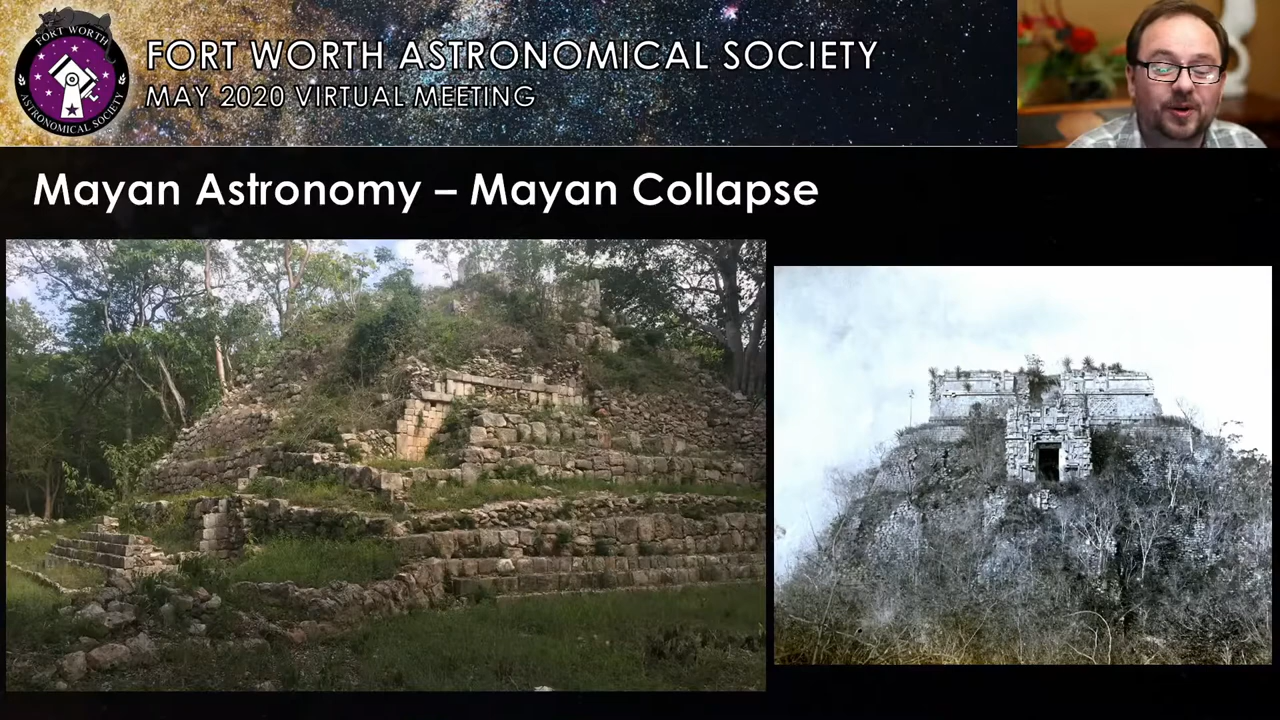 FORT WORTH
ASTRONOMICAL SOCIETY
FORT WORTH ASTRONOMICAL SOCIETY
MAY 2020 VIRTUAL MEETING
Mayan Astronomy – Mayan Collapse